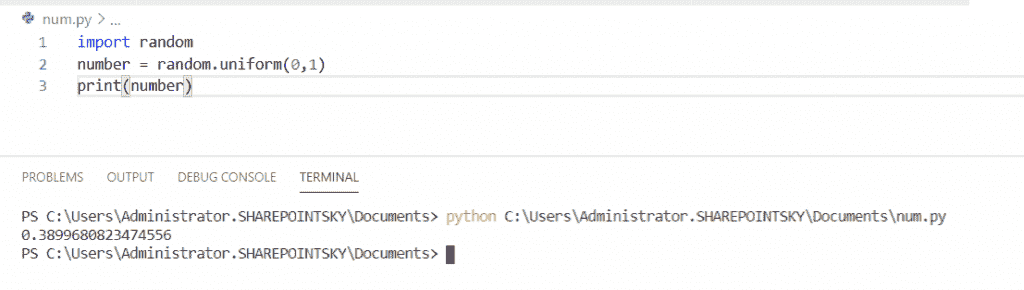 num.py > ...
1 import random
2 number = random.uniform(0,1)
3 print(number)
PROBLEMS OUTPUT DEBUG CONSOLE TERMINAL
PS C:\Users\Administrator.SHAREPOINTSKY\Documents> python C:\Users\Administrator.SHAREPOINTSKY\Documents\num.py
0.3899680823474556
PS C:\Users\Administrator.SHAREPOINTSKY\Documents>